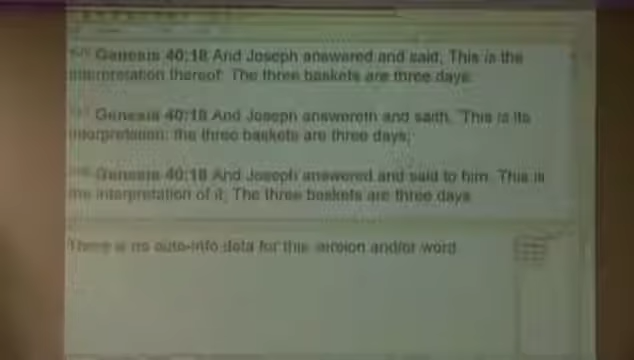 Genesis 40:18 And Joseph answered and said, This is the
interpretation thereof: The three baskets are three days:
Genesis 40:18 And Joseph answereth and saith, 'This is its
interpretation: the three baskets are three days;
Genesis 40:18 And Joseph answered and said to him. This is
the interpretation of it; The three baskets are three days
There is no auto-info data for this version and/or word